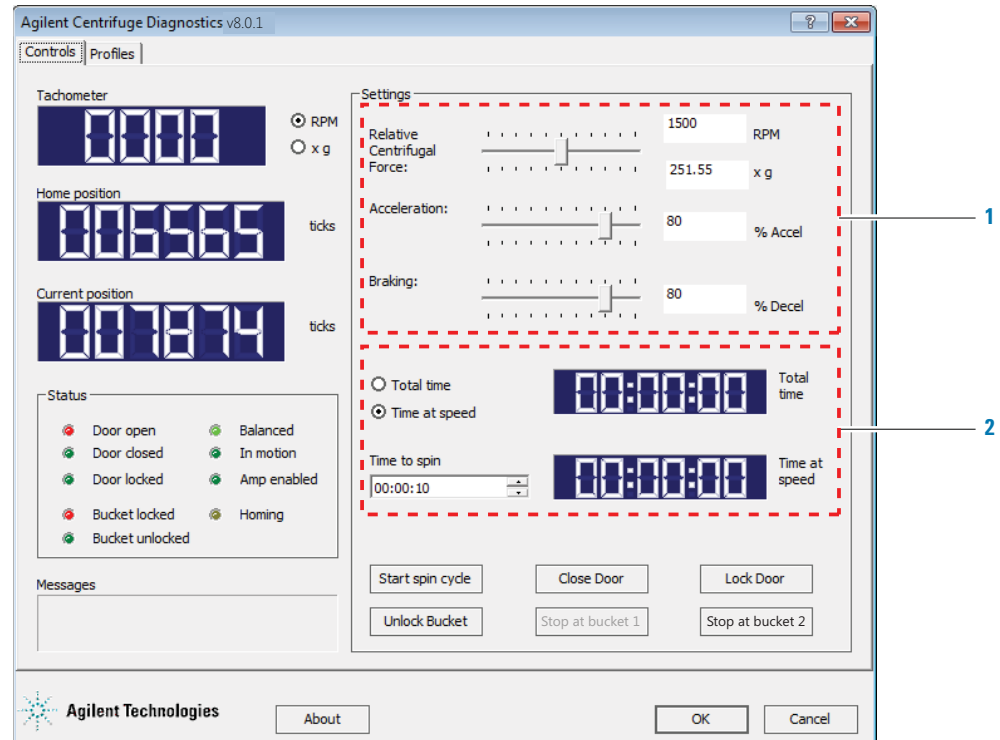 Agilent Centrifuge Diagnostics v8.0.1
Controls
Profiles
Tachometer
0000
RPM
x g
Home position
006565
ticks
Current position
007874
ticks
Status
Door open
Balanced
Door closed
In motion
Door locked
Amp enabled
Bucket locked
Homing
Bucket unlocked
Messages
Settings
Relative
Centrifugal
Force:
1500
RPM
251.55
x g
Acceleration:
80
% Accel
Braking:
80
% Decel
1
Total time
Time at speed
00:00:00
Total
time
Time to spin
00:00:10
00:00:00
Time at
speed
2
Start spin cycle
Close Door
Lock Door
Unlock Bucket
Stop at bucket 1
Stop at bucket 2
Agilent Technologies
About
OK
Cancel